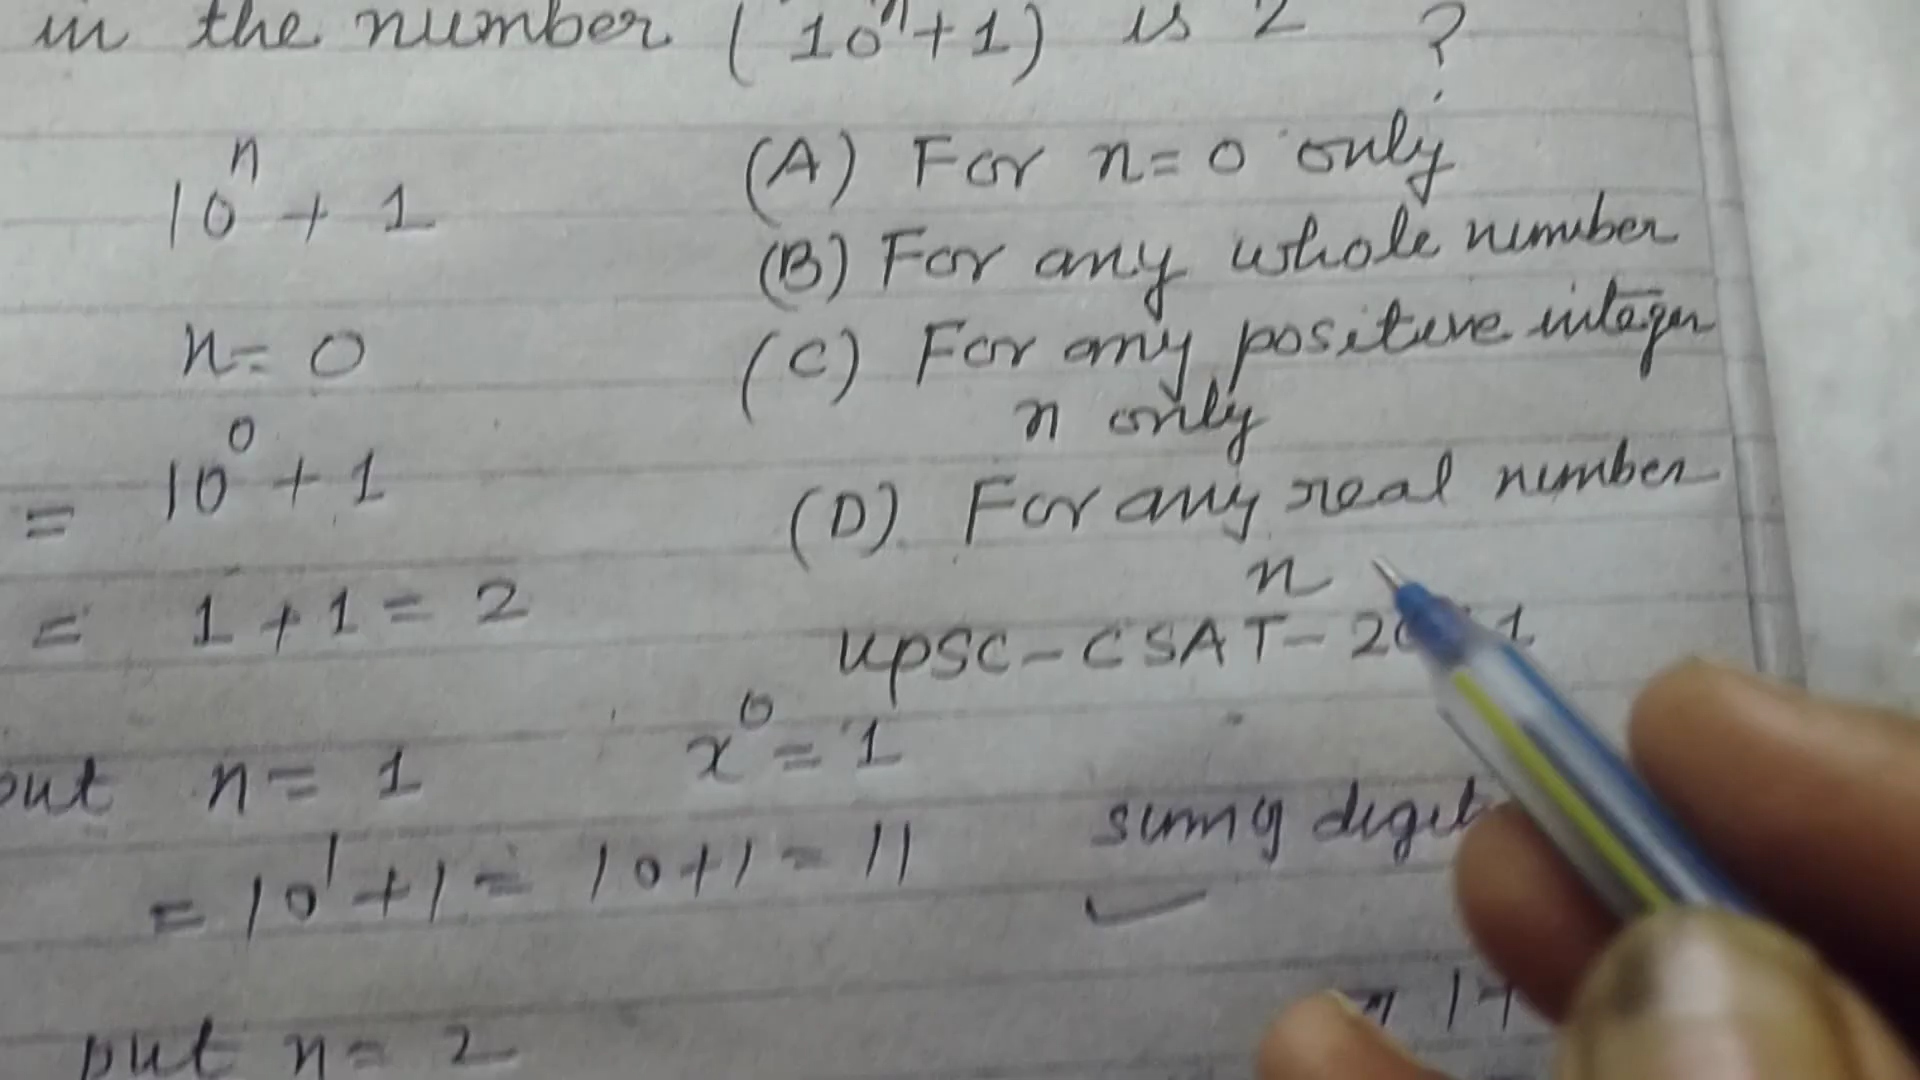 in the number (10ⁿ+1) is 2 ?
10ⁿ + 1
n = 0
= 10⁰ + 1
= 1 + 1 = 2
put n = 1
= 10¹ + 1 = 10 + 1 = 11
put n = 2
(A) For n = 0 only
(B) For any whole number
(C) For any positive integer
n only
(D) For any real number
n
UPSC - CSAT - 
x⁰ = 1
sum of digit
= 1+